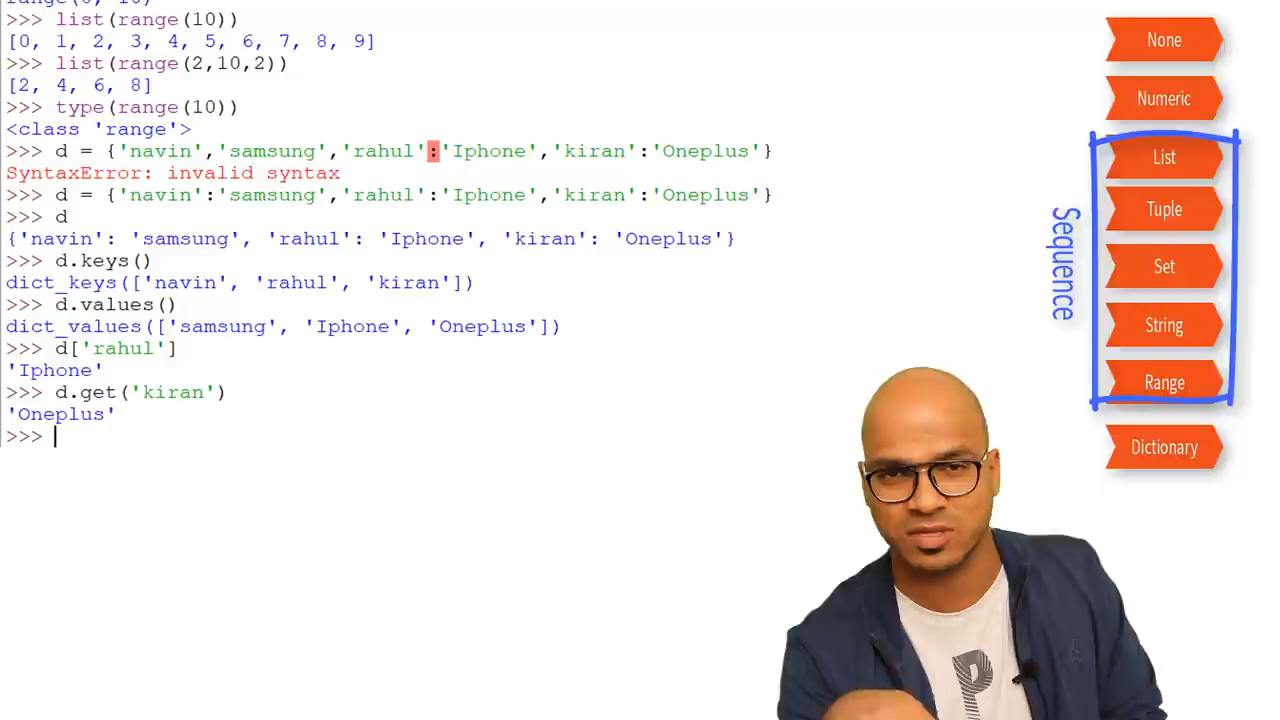 >>> list(range(10))
[0, 1, 2, 3, 4, 5, 6, 7, 8, 9]
>>> list(range(2,10,2))
[2, 4, 6, 8]
>>> type(range(10))
<class 'range'>
>>> d = {'navin','samsung','rahul':'Iphone','kiran':'Oneplus'}
SyntaxError: invalid syntax
>>> d = {'navin':'samsung','rahul':'Iphone','kiran':'Oneplus'}
>>> d
{'navin': 'samsung', 'rahul': 'Iphone', 'kiran': 'Oneplus'}
>>> d.keys()
dict_keys(['navin', 'rahul', 'kiran'])
>>> d.values()
dict_values(['samsung', 'Iphone', 'Oneplus'])
>>> d['rahul']
'Iphone'
>>> d.get('kiran')
'Oneplus'
>>>
None
Numeric
Sequence
List
Tuple
Set
String
Range
Dictionary
P